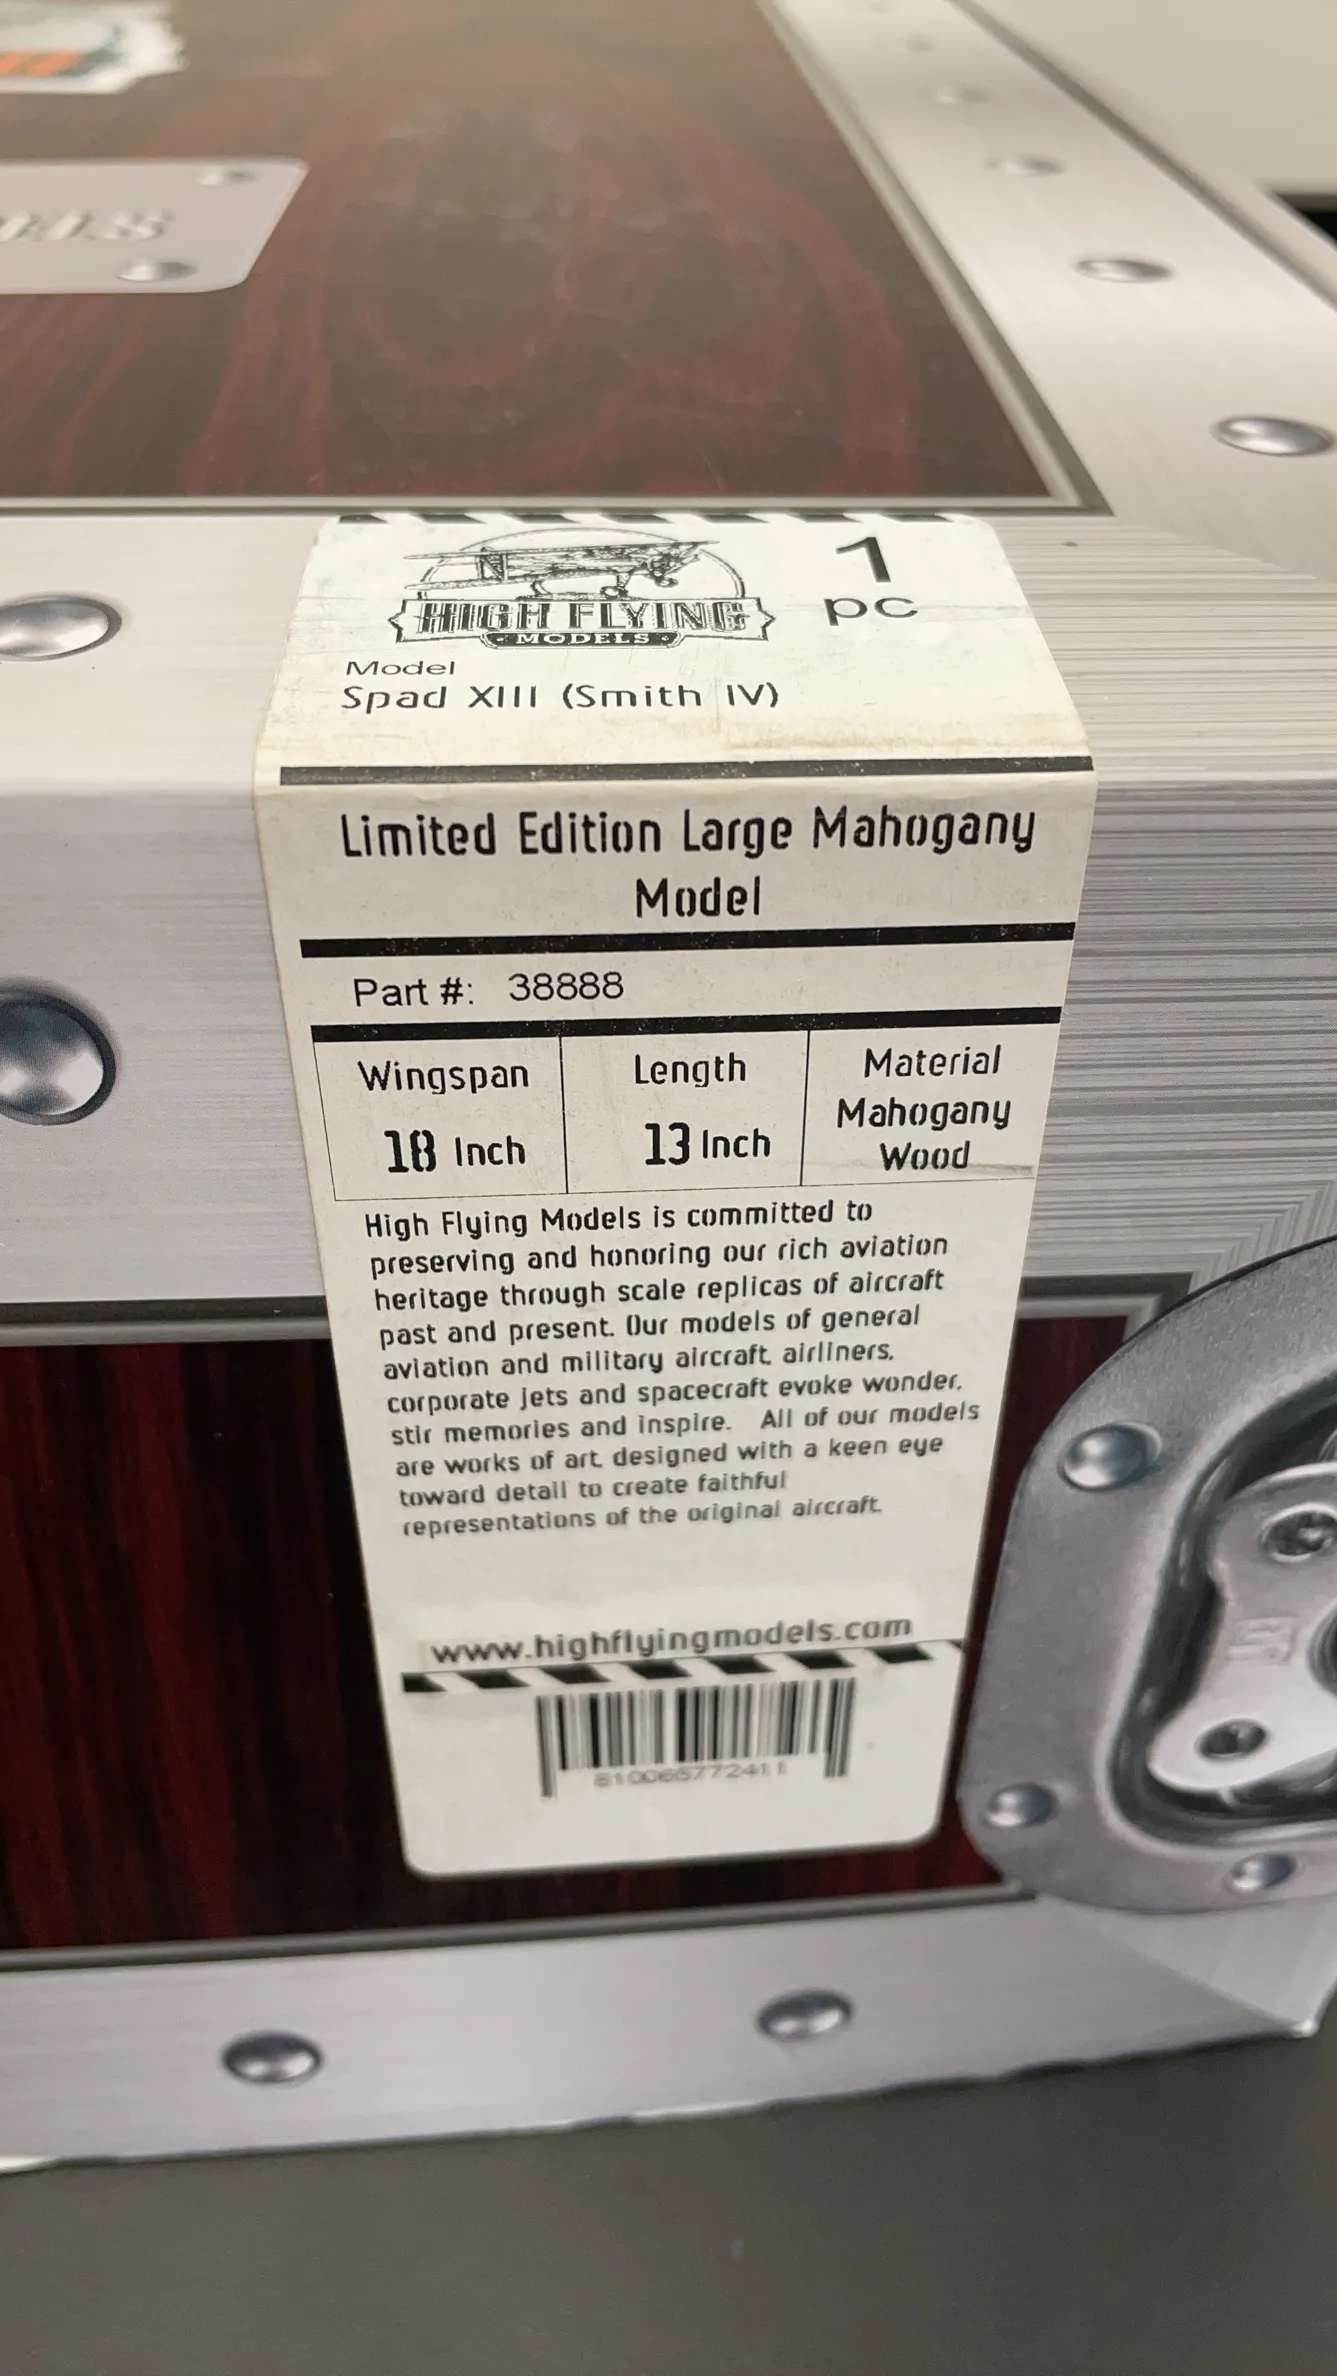 HIGH FLYING
MODELS
1
pc
Model
Spad XIII (Smith IV)
Limited Edition Large Mahogany
Model
Part #: 38888
Wingspan
18 Inch
Length
13 Inch
Material
Mahogany
Wood
High Flying Models is committed to
preserving and honoring our rich aviation
heritage through scale replicas of aircraft
past and present. Our models of general
aviation and military aircraft, airliners,
corporate jets and spacecraft evoke wonder,
stir memories and inspire. All of our models
are works of art, designed with a keen eye
toward detail to create faithful
representations of the original aircraft.
www.highflyingmodels.com